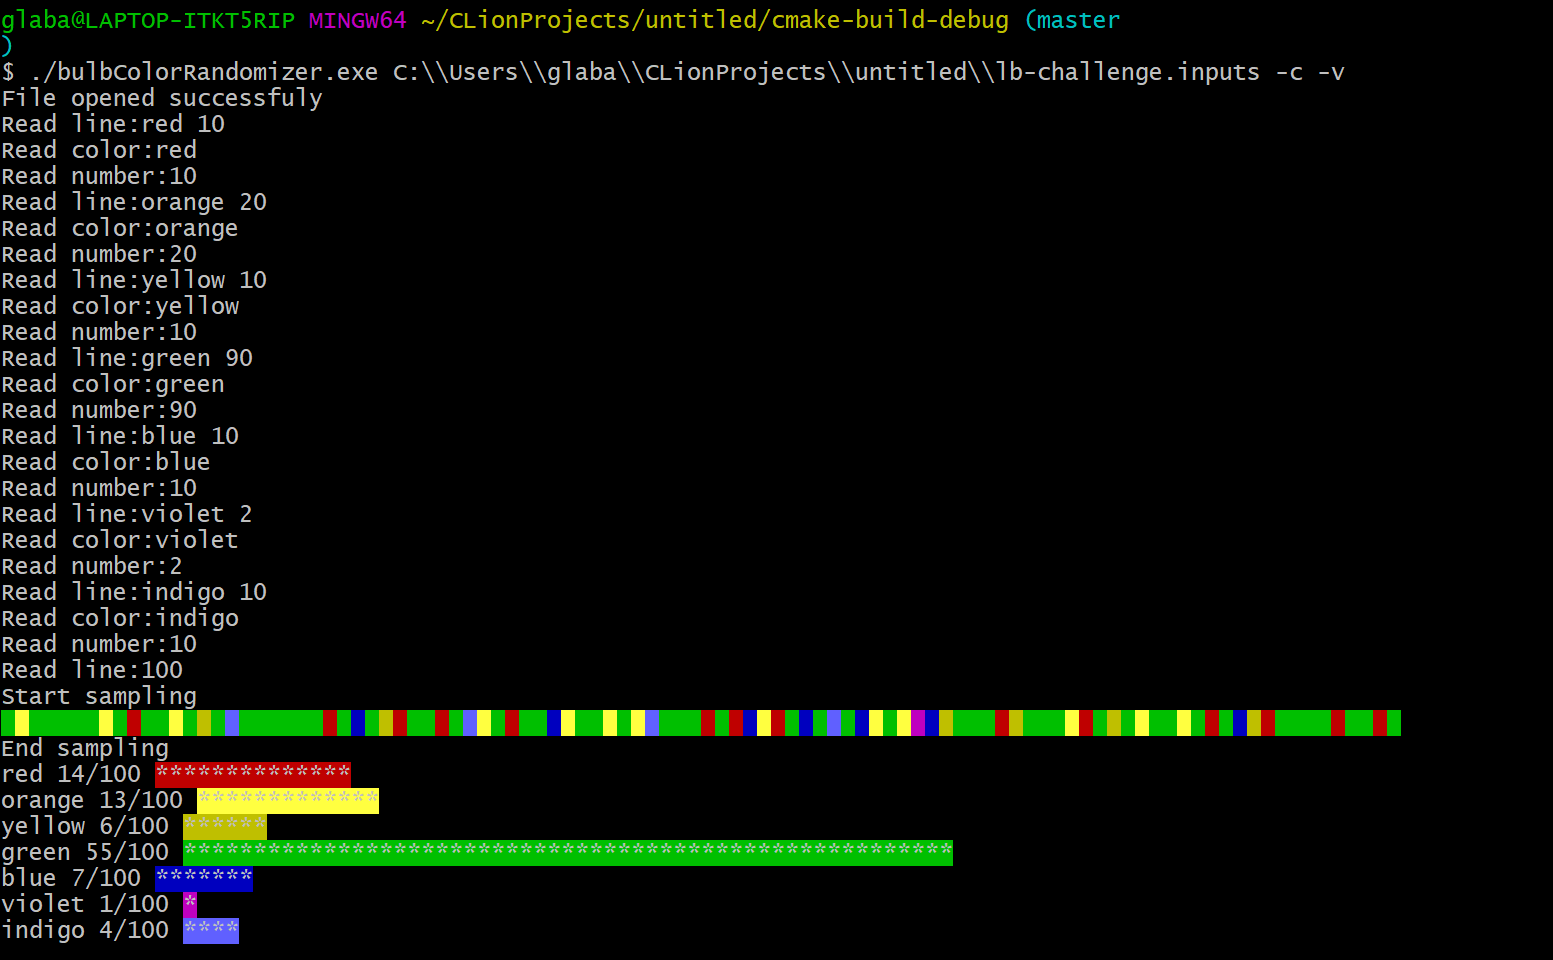 glaba@LAPTOP-ITKT5RIP MINGW64 ~/CLionProjects/untitled/cmake-build-debug (master
)
$ ./bulbColorRandomizer.exe C:\\Users\\glaba\\CLionProjects\\untitled\\lb-challenge.inputs -c -v
File opened successfuly
Read line:red 10
Read color:red
Read number:10
Read line:orange 20
Read color:orange
Read number:20
Read line:yellow 10
Read color:yellow
Read number:10
Read line:green 90
Read color:green
Read number:90
Read line:blue 10
Read color:blue
Read number:10
Read line:violet 2
Read color:violet
Read number:2
Read line:indigo 10
Read color:indigo
Read number:10
Read line:100
Start sampling
End sampling
red 14/100 **************
orange 13/100 *************
yellow 6/100 ******
green 55/100 *******************************************************
blue 7/100 *******
violet 1/100 *
indigo 4/100 ****